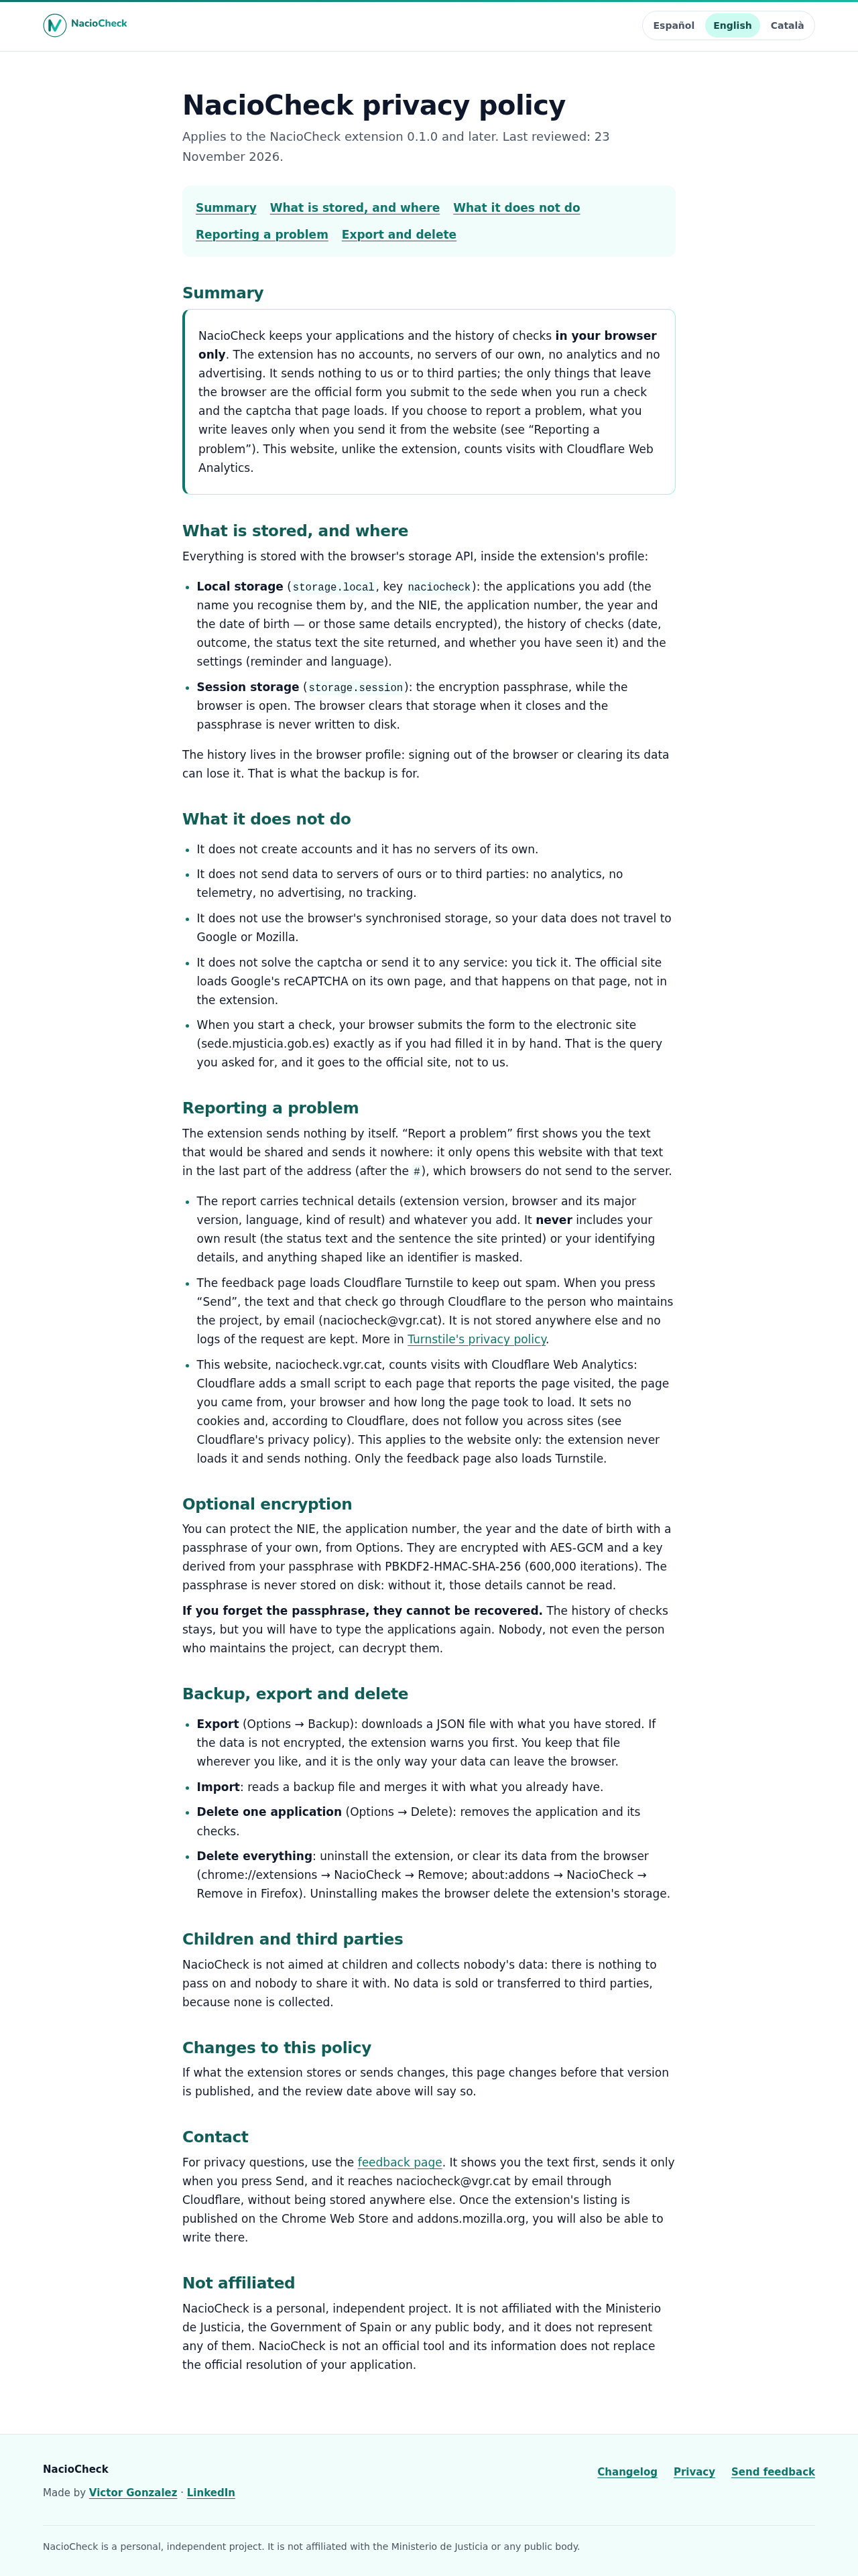 NacioCheck
Español English Català
NacioCheck privacy policy
Applies to the NacioCheck extension 0.1.0 and later. Last reviewed: 23
November 2026.
Summary What is stored, and where What it does not do
Reporting a problem Export and delete
Summary
NacioCheck keeps your applications and the history of checks in your browser
only. The extension has no accounts, no servers of our own, no analytics and no
advertising. It sends nothing to us or to third parties; the only things that leave
the browser are the official form you submit to the sede when you run a check
and the captcha that page loads. If you choose to report a problem, what you
write leaves only when you send it from the website (see “Reporting a
problem”). This website, unlike the extension, counts visits with Cloudflare Web
Analytics.
What is stored, and where
Everything is stored with the browser's storage API, inside the extension's profile:
• Local storage (storage.local, key naciocheck): the applications you add (the
name you recognise them by, and the NIE, the application number, the year and
the date of birth — or those same details encrypted), the history of checks (date,
outcome, the status text the site returned, and whether you have seen it) and the
settings (reminder and language).
• Session storage (storage.session): the encryption passphrase, while the
browser is open. The browser clears that storage when it closes and the
passphrase is never written to disk.
The history lives in the browser profile: signing out of the browser or clearing its data
can lose it. That is what the backup is for.
What it does not do
• It does not create accounts and it has no servers of its own.
• It does not send data to servers of ours or to third parties: no analytics, no
telemetry, no advertising, no tracking.
• It does not use the browser's synchronised storage, so your data does not travel to
Google or Mozilla.
• It does not solve the captcha or send it to any service: you tick it. The official site
loads Google's reCAPTCHA on its own page, and that happens on that page, not in
the extension.
• When you start a check, your browser submits the form to the electronic site
(sede.mjusticia.gob.es) exactly as if you had filled it in by hand. That is the query
you asked for, and it goes to the official site, not to us.
Reporting a problem
The extension sends nothing by itself. “Report a problem” first shows you the text
that would be shared and sends it nowhere: it only opens this website with that text
in the last part of the address (after the #), which browsers do not send to the server.
• The report carries technical details (extension version, browser and its major
version, language, kind of result) and whatever you add. It never includes your
own result (the status text and the sentence the site printed) or your identifying
details, and anything shaped like an identifier is masked.
• The feedback page loads Cloudflare Turnstile to keep out spam. When you press
“Send”, the text and that check go through Cloudflare to the person who maintains
the project, by email (naciocheck@vgr.cat). It is not stored anywhere else and no
logs of the request are kept. More in Turnstile's privacy policy.
• This website, naciocheck.vgr.cat, counts visits with Cloudflare Web Analytics:
Cloudflare adds a small script to each page that reports the page visited, the page
you came from, your browser and how long the page took to load. It sets no
cookies and, according to Cloudflare, does not follow you across sites (see
Cloudflare's privacy policy). This applies to the website only: the extension never
loads it and sends nothing. Only the feedback page also loads Turnstile.
Optional encryption
You can protect the NIE, the application number, the year and the date of birth with a
passphrase of your own, from Options. They are encrypted with AES-GCM and a key
derived from your passphrase with PBKDF2-HMAC-SHA-256 (600,000 iterations). The
passphrase is never stored on disk: without it, those details cannot be read.
If you forget the passphrase, they cannot be recovered. The history of checks
stays, but you will have to type the applications again. Nobody, not even the person
who maintains the project, can decrypt them.
Backup, export and delete
• Export (Options → Backup): downloads a JSON file with what you have stored. If
the data is not encrypted, the extension warns you first. You keep that file
wherever you like, and it is the only way your data can leave the browser.
• Import: reads a backup file and merges it with what you already have.
• Delete one application (Options → Delete): removes the application and its
checks.
• Delete everything: uninstall the extension, or clear its data from the browser
(chrome://extensions → NacioCheck → Remove; about:addons → NacioCheck →
Remove in Firefox). Uninstalling makes the browser delete the extension's storage.
Children and third parties
NacioCheck is not aimed at children and collects nobody's data: there is nothing to
pass on and nobody to share it with. No data is sold or transferred to third parties,
because none is collected.
Changes to this policy
If what the extension stores or sends changes, this page changes before that version
is published, and the review date above will say so.
Contact
For privacy questions, use the feedback page. It shows you the text first, sends it only
when you press Send, and it reaches naciocheck@vgr.cat by email through
Cloudflare, without being stored anywhere else. Once the extension's listing is
published on the Chrome Web Store and addons.mozilla.org, you will also be able to
write there.
Not affiliated
NacioCheck is a personal, independent project. It is not affiliated with the Ministerio
de Justicia, the Government of Spain or any public body, and it does not represent
any of them. NacioCheck is not an official tool and its information does not replace
the official resolution of your application.
NacioCheck
Made by Victor Gonzalez · LinkedIn
Changelog Privacy Send feedback
NacioCheck is a personal, independent project. It is not affiliated with the Ministerio de Justicia or any public body.